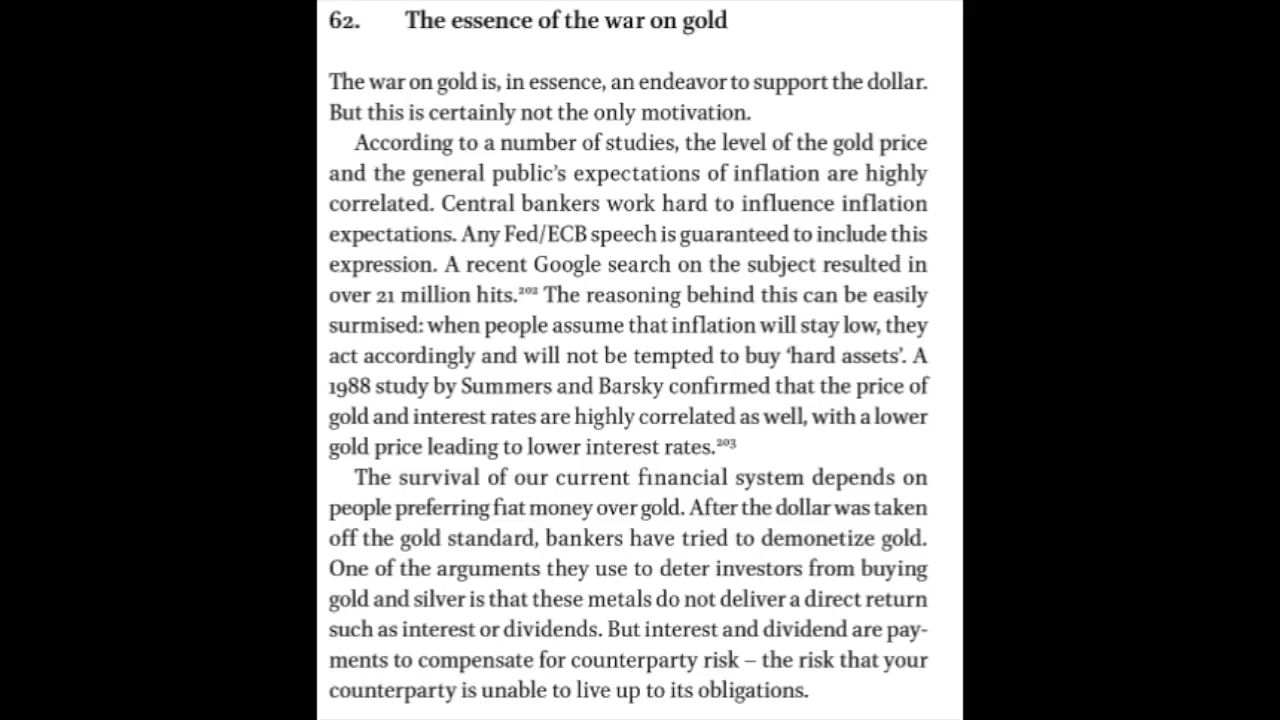 62. The essence of the war on gold
The war on gold is, in essence, an endeavor to support the dollar.
But this is certainly not the only motivation.
According to a number of studies, the level of the gold price
and the general public’s expectations of inflation are highly
correlated. Central bankers work hard to influence inflation
expectations. Any Fed/ECB speech is guaranteed to include this
expression. A recent Google search on the subject resulted in
over 21 million hits.²⁰² The reasoning behind this can be easily
surmised: when people assume that inflation will stay low, they
act accordingly and will not be tempted to buy ‘hard assets’. A
1988 study by Summers and Barsky confirmed that the price of
gold and interest rates are highly correlated as well, with a lower
gold price leading to lower interest rates.²⁰³
The survival of our current financial system depends on
people preferring fiat money over gold. After the dollar was taken
off the gold standard, bankers have tried to demonetize gold.
One of the arguments they use to deter investors from buying
gold and silver is that these metals do not deliver a direct return
such as interest or dividends. But interest and dividend are pay-
ments to compensate for counterparty risk – the risk that your
counterparty is unable to live up to its obligations.